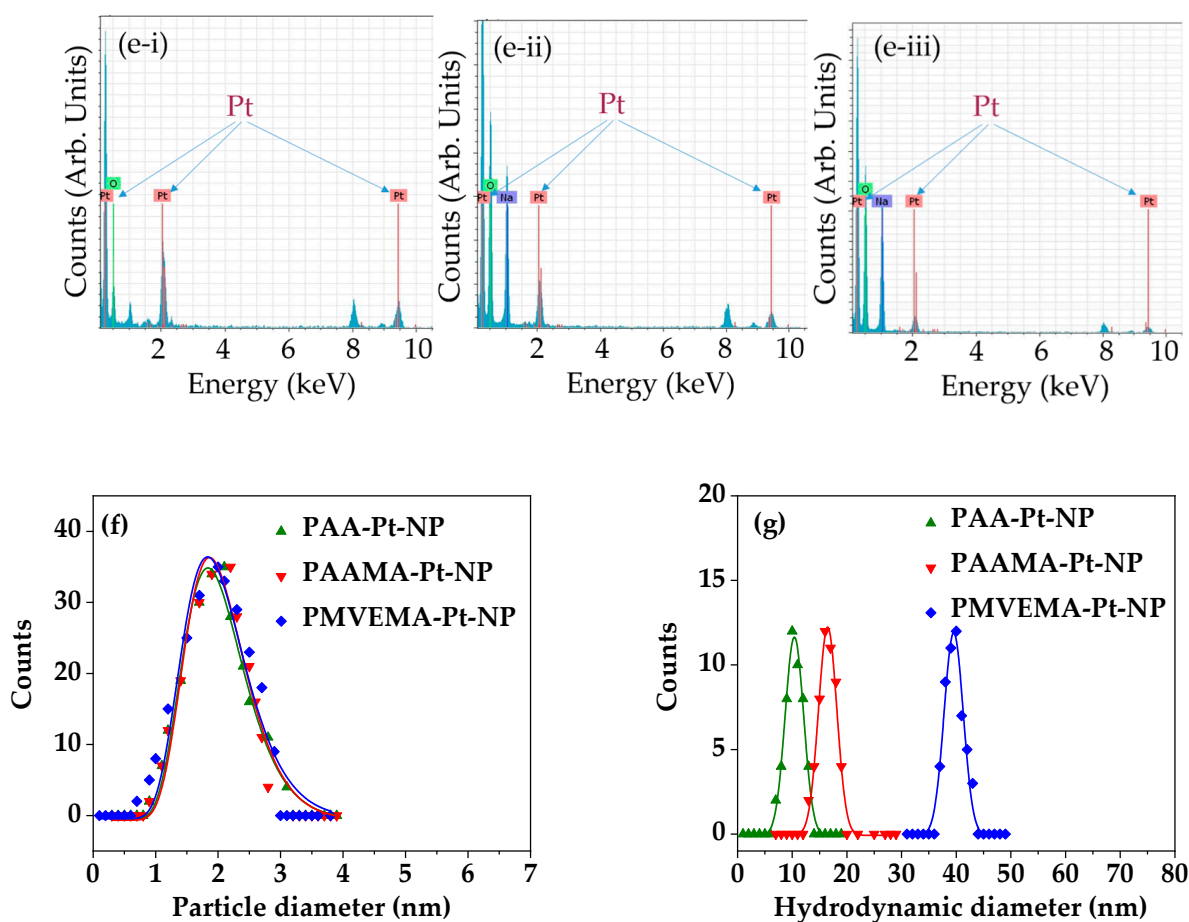 (e-i)
Pt
O
Pt
Pt
Pt
Counts (Arb. Units)
2
4
6
8
10
Energy (keV)
(e-ii)
Pt
O
Pt
Na
Pt
Pt
Counts (Arb. Units)
2
4
6
8
10
Energy (keV)
(e-iii)
Pt
O
Pt
Na
Pt
Pt
Counts (Arb. Units)
2
4
6
8
10
Energy (keV)
(f)
PAA-Pt-NP
PAAMA-Pt-NP
PMVEMA-Pt-NP
40
30
20
10
0
Counts
0 1 2 3 4 5 6 7
Particle diameter (nm)
(g)
PAA-Pt-NP
PAAMA-Pt-NP
PMVEMA-Pt-NP
20
15
10
5
0
Counts
0 10 20 30 40 50 60 70 80
Hydrodynamic diameter (nm)